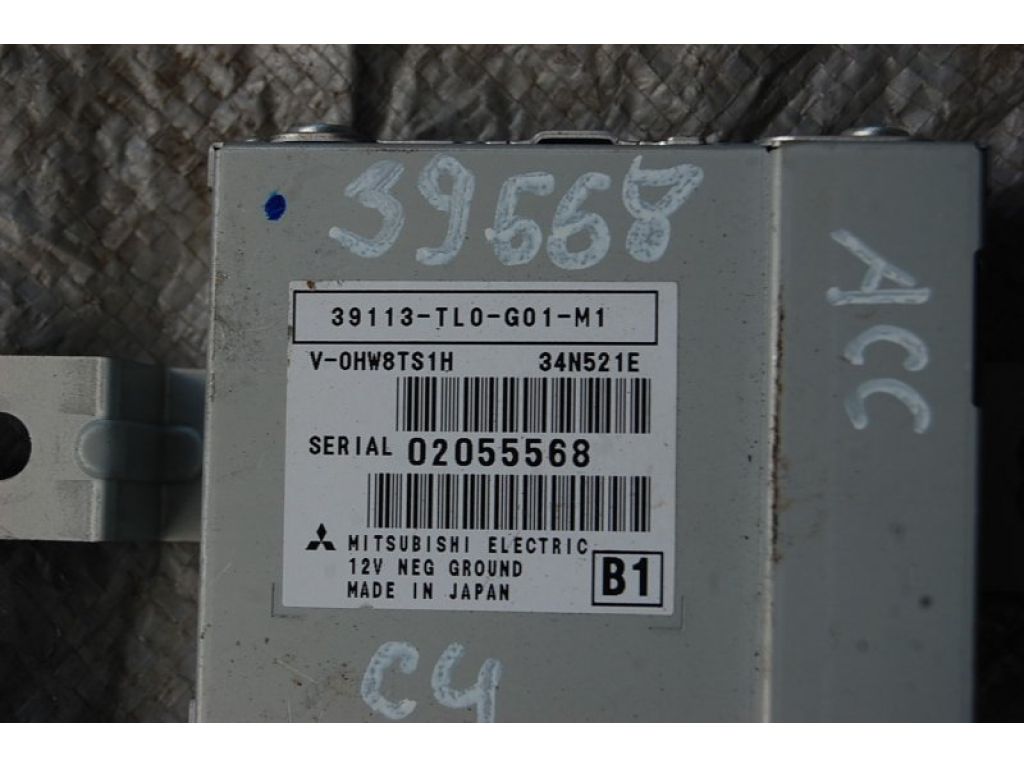 39668
ACC
39113-TL0-G01-M1
V-0HW8TS1H 34N521E
SERIAL 02055568
MITSUBISHI ELECTRIC
12V NEG GROUND
MADE IN JAPAN
B1
C4